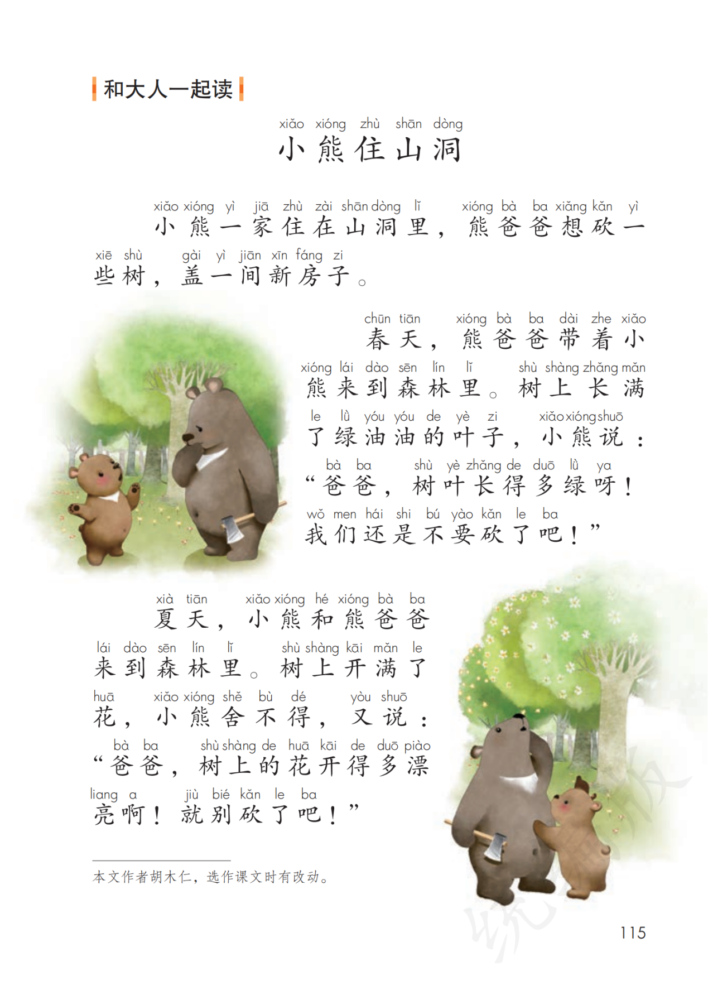 和大人一起读
xiǎo xióng zhù shān dòng
小熊住山洞
xiǎo xióng yì jiā zhù zài shān dòng lǐ xióng bà ba xiǎng kǎn yì
小熊一家住在山洞里，熊爸爸想砍一
xiē shù gài yì jiān xīn fáng zi
些树，盖一间新房子。
chūn tiān xióng bà ba dài zhe xiǎo
春天，熊爸爸带着小
xióng lái dào sēn lín lǐ shù shàng zhǎng mǎn
熊来到森林里。树上长满
le lǜ yóu yóu de yè zi xiǎo xióng shuō
了绿油油的叶子，小熊说：
bà ba shù yè zhǎng de duō lǜ ya
“爸爸，树叶长得多绿呀！
wǒ men hái shi bú yào kǎn le ba
我们还是不要砍了吧！”
xià tiān xiǎo xióng hé xióng bà ba
夏天，小熊和熊爸爸
lái dào sēn lín lǐ shù shàng kāi mǎn le
来到森林里。树上开满了
huā xiǎo xióng shě bù dé yòu shuō
花，小熊舍不得，又说：
bà ba shù shàng de huā kāi de duō piào
“爸爸，树上的花开得多漂
liang a jiù bié kǎn le ba
亮啊！就别砍了吧！”
本文作者胡木仁，选作课文时有改动。
统编版
115